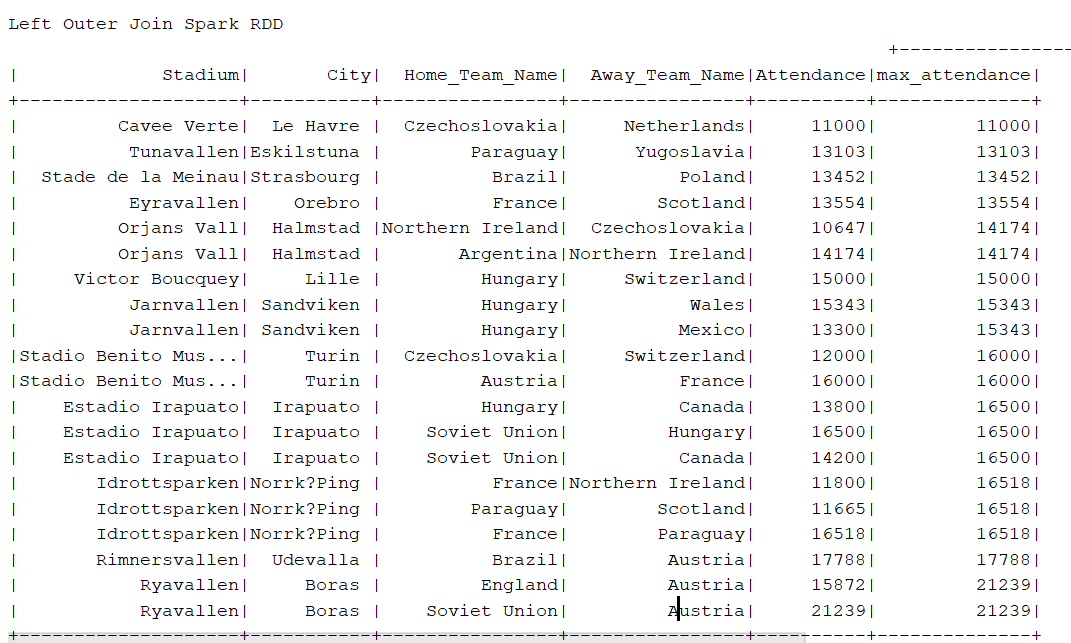 Left Outer Join Spark RDD
+----------------
|             Stadium|       City|  Home_Team_Name|  Away_Team_Name|Attendance|max_attendance|
+--------------------+-----------+----------------+----------------+----------+--------------+
|         Cavee Verte|  Le Havre |  Czechoslovakia|     Netherlands|     11000|         11000|
|          Tunavallen|Eskilstuna |        Paraguay|      Yugoslavia|     13103|         13103|
|  Stade de la Meinau|Strasbourg |          Brazil|          Poland|     13452|         13452|
|          Eyravallen|    Orebro |          France|        Scotland|     13554|         13554|
|         Orjans Vall|  Halmstad |Northern Ireland|  Czechoslovakia|     10647|         14174|
|         Orjans Vall|  Halmstad |       Argentina|Northern Ireland|     14174|         14174|
|     Victor Boucquey|     Lille |         Hungary|     Switzerland|     15000|         15000|
|          Jarnvallen| Sandviken |         Hungary|           Wales|     15343|         15343|
|          Jarnvallen| Sandviken |         Hungary|          Mexico|     13300|         15343|
|Stadio Benito Mus...|     Turin |  Czechoslovakia|     Switzerland|     12000|         16000|
|Stadio Benito Mus...|     Turin |         Austria|          France|     16000|         16000|
|    Estadio Irapuato|  Irapuato |         Hungary|          Canada|     13800|         16500|
|    Estadio Irapuato|  Irapuato |    Soviet Union|         Hungary|     16500|         16500|
|    Estadio Irapuato|  Irapuato |    Soviet Union|          Canada|     14200|         16500|
|       Idrottsparken|Norrk?Ping |          France|Northern Ireland|     11800|         16518|
|       Idrottsparken|Norrk?Ping |        Paraguay|        Scotland|     11665|         16518|
|       Idrottsparken|Norrk?Ping |          France|        Paraguay|     16518|         16518|
|       Rimnersvallen|  Udevalla |          Brazil|         Austria|     17788|         17788|
|           Ryavallen|     Boras |         England|         Austria|     15872|         21239|
|           Ryavallen|     Boras |    Soviet Union|         Austria|     21239|         21239|
+--------------------+-----------+----------------+----------------+----------+--------------+